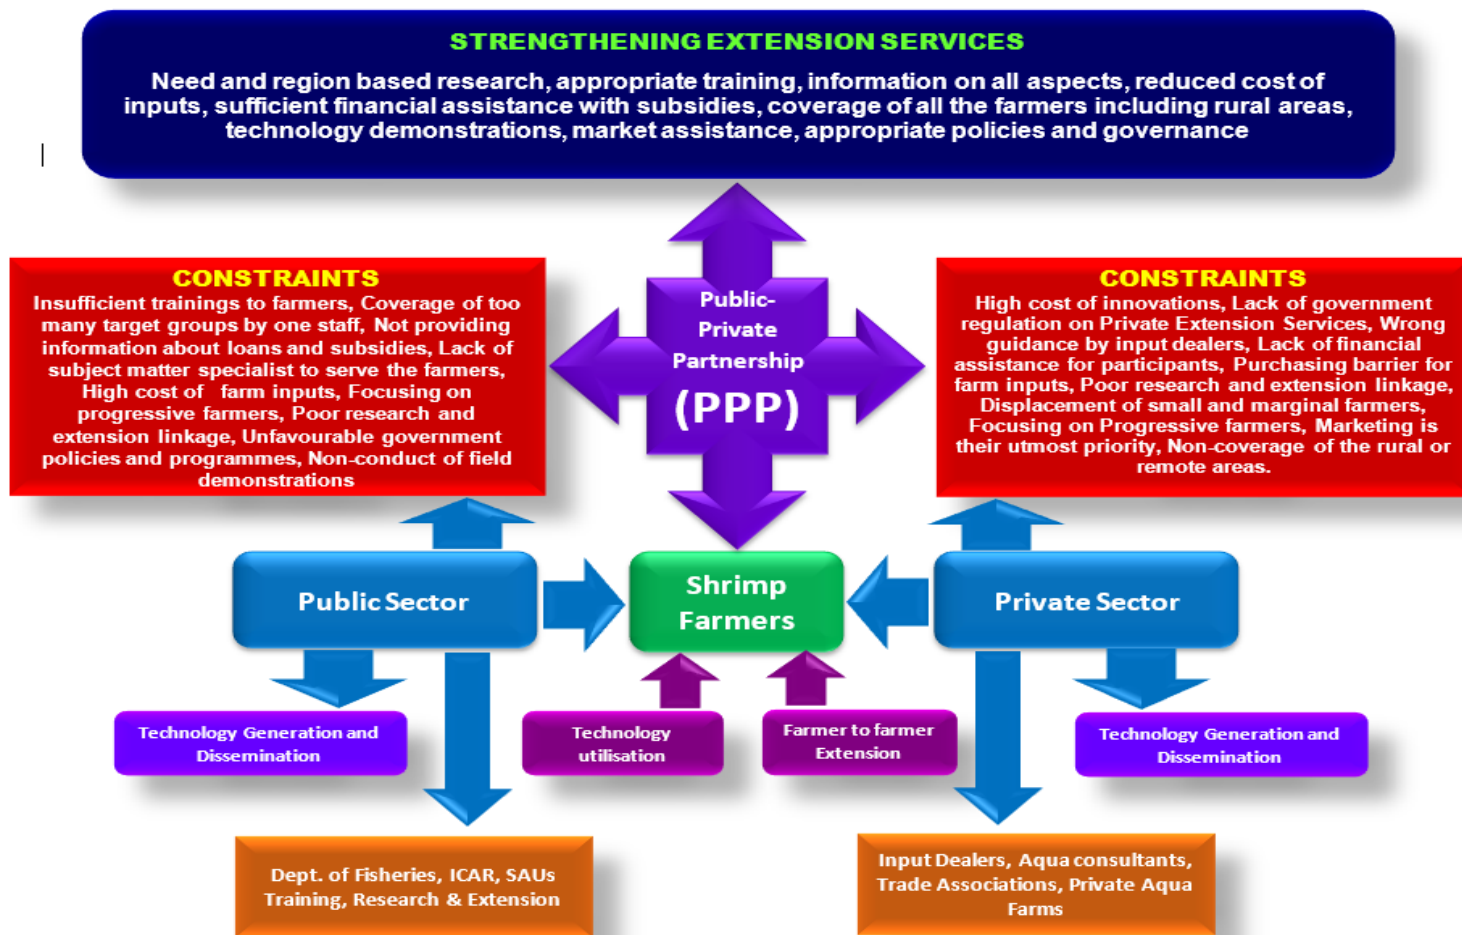 STRENGTHENING EXTENSION SERVICES
Need and region based research, appropriate training, information on all aspects, reduced cost of
inputs, sufficient financial assistance with subsidies, coverage of all the farmers including rural areas,
technology demonstrations, market assistance, appropriate policies and governance
CONSTRAINTS
Insufficient trainings to farmers, Coverage of too
many target groups by one staff, Not providing
information about loans and subsidies, Lack of
subject matter specialist to serve the farmers,
High cost of farm inputs, Focusing on
progressive farmers, Poor research and
extension linkage, Unfavourable government
policies and programmes, Non-conduct of field
demonstrations
Public-
Private
Partnership
(PPP)
CONSTRAINTS
High cost of innovations, Lack of government
regulation on Private Extension Services, Wrong
guidance by input dealers, Lack of financial
assistance for participants, Purchasing barrier for
farm inputs, Poor research and extension linkage,
Displacement of small and marginal farmers,
Focusing on Progressive farmers, Marketing is
their utmost priority, Non-coverage of the rural or
remote areas.
Public Sector
Shrimp
Farmers
Private Sector
Technology Generation and
Dissemination
Technology
utilisation
Farmer to farmer
Extension
Technology Generation and
Dissemination
Dept. of Fisheries, ICAR, SAUs
Training, Research & Extension
Input Dealers, Aqua consultants,
Trade Associations, Private Aqua
Farms